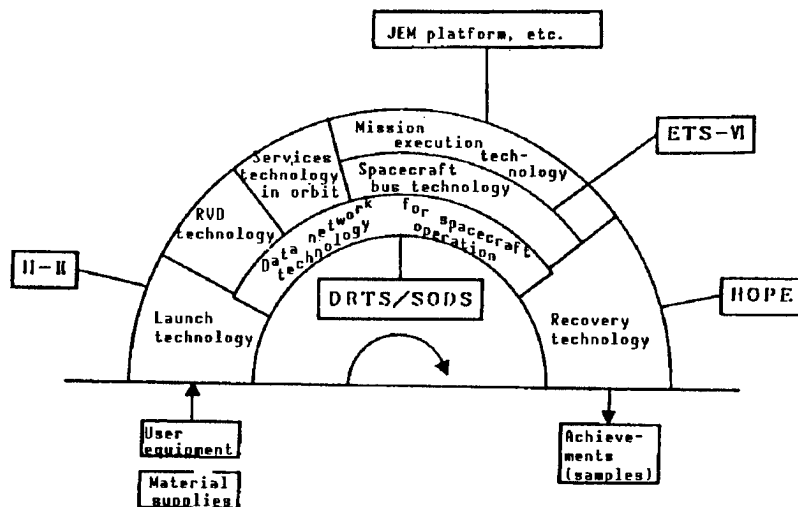 JEM platform, etc.
Mission
execution
tech-
nology
ETS-VI
Services
technology
in orbit
Spacecraft
bus technology
RVD
technology
Data network
technology
for spacecraft
operation
H-II
DRTS/SODS
HOPE
Launch
technology
Recovery
technology
User
equipment
Material
supplies
Achieve-
ments
(samples)